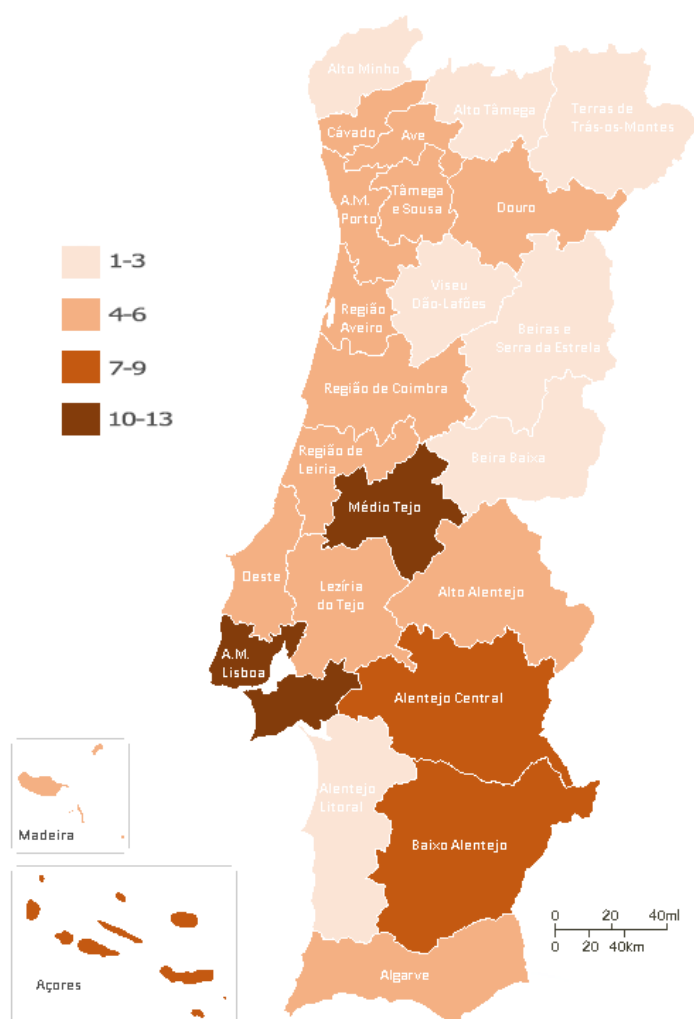 Alto Minho
Alto Tâmega
Terras de
Trás-os-Montes
Cávado
Ave
A.M.
Porto
Tâmega
e Sousa
Douro
1-3
4-6
7-9
10-13
Viseu
Dão-Lafões
Região
Aveiro
Beiras e
Serra da Estrela
Região de Coimbra
Região de
Leiria
Beira Baixa
Médio Tejo
Oeste
Lezíria
do Tejo
Alto Alentejo
A.M.
Lisboa
Alentejo Central
Alentejo
Litoral
Madeira
Baixo Alentejo
0 20 40ml
0 20 40km
Algarve
Açores